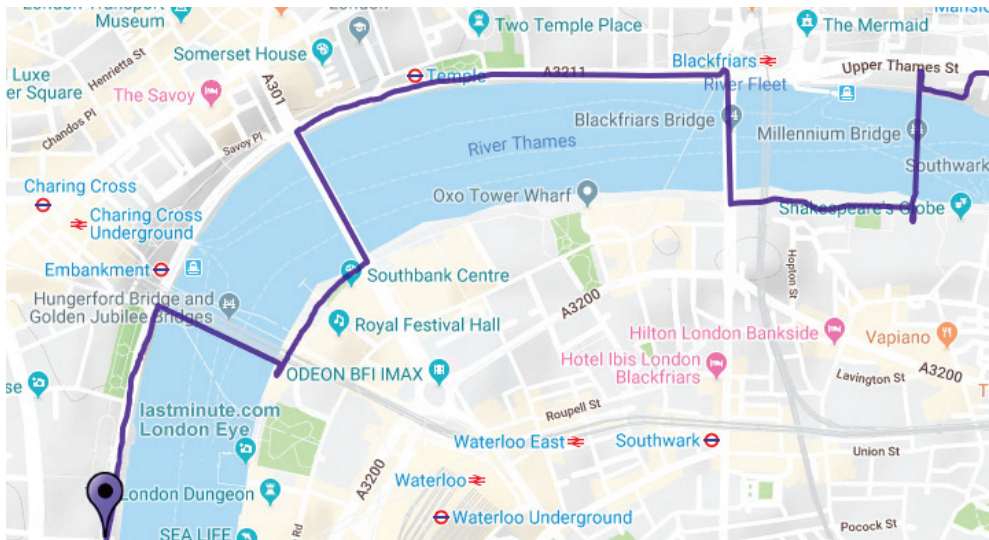 London Transport
Museum
London
Two Temple Place
The Mermaid
Mansi
Somerset House
Henrietta St
Luxe
er Square
The Savoy
A301
Temple
A3211
Blackfriars
River Fleet
Upper Thames St
Chandos Pl
Savoy Pl
River Thames
Blackfriars Bridge
Millennium Bridge
Southwark
Charing Cross
Charing Cross
Underground
Oxo Tower Wharf
Shakespeare's Globe
Embankment
Southbank Centre
Hopton St
Hungerford Bridge and
Golden Jubilee Bridges
A3200
Royal Festival Hall
Hilton London Bankside
Vapiano
Hotel Ibis London
Blackfriars
ODEON BFI IMAX
A3200
Lavington St
se
T
lastminute.com
London Eye
Roupell St
Waterloo East
Southwark
Union St
A3200
Waterloo
London Dungeon
Waterloo Underground
Rd
Pocock St
SEA LIFE